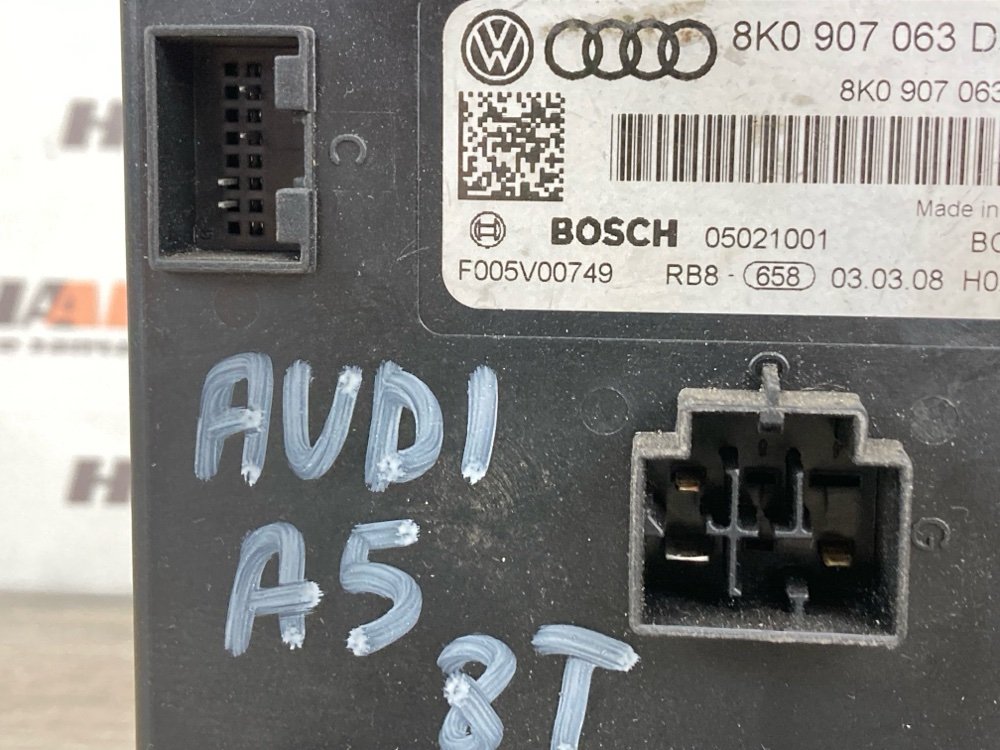 8K0 907 063 D
8K0 907 063
Made in
BOSCH 05021001
F005V00749 RB8 - 658 03.03.08 H0
C
G
AUDI
A5
8T